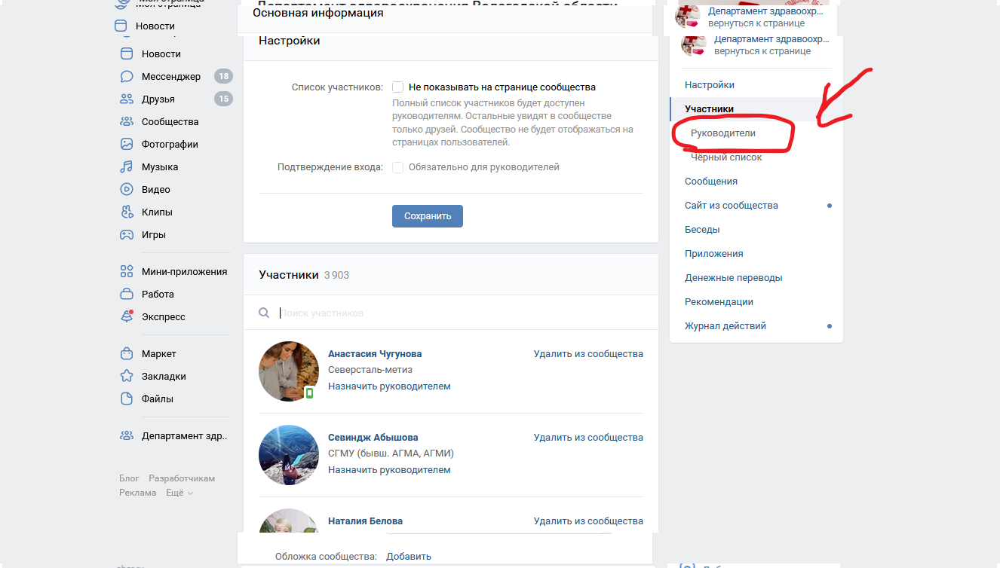 Моя страница
Новости
Новости
Мессенджер 18
Друзья 15
Сообщества
Фотографии
Музыка
Видео
Клипы
Игры
Мини-приложения
Работа
Экспресс
Маркет
Закладки
Файлы
Департамент здр..
Блог Разработчикам
Реклама Ещё
Департамент здравоохранения Вологодской области
Основная информация
Настройки
Список участников: Не показывать на странице сообщества
Полный список участников будет доступен
руководителям. Остальные увидят в сообществе
только друзей. Сообщество не будет отображаться на
страницах пользователей.
Подтверждение входа: Обязательно для руководителей
Сохранить
Участники 3 903
Поиск участников
Анастасия Чугунова Удалить из сообщества
Северсталь-метиз
Назначить руководителем
Севиндж Абышова Удалить из сообщества
СГМУ (бывш. АГМА, АГМИ)
Назначить руководителем
Наталия Белова Удалить из сообщества
Обложка сообщества: Добавить
Департамент здравоохр...
вернуться к странице
Департамент здравоохр...
вернуться к странице
Настройки
Участники
Руководители
Чёрный список
Сообщения
Сайт из сообщества
Беседы
Приложения
Денежные переводы
Рекомендации
Журнал действий